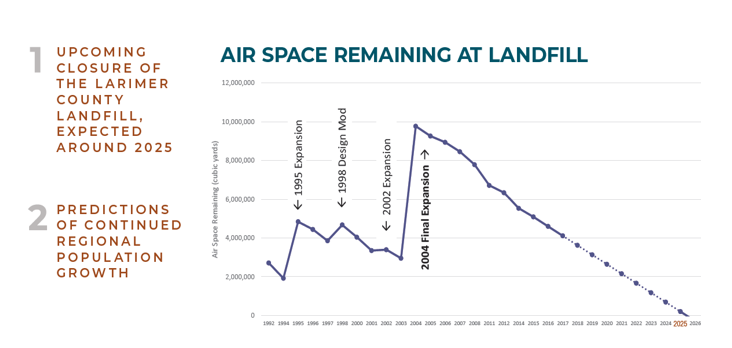 1
UPCOMING
CLOSURE OF
THE LARIMER
COUNTY
LANDFILL,
EXPECTED
AROUND 2025
2
PREDICTIONS
OF CONTINUED
REGIONAL
POPULATION
GROWTH
AIR SPACE REMAINING AT LANDFILL
Air Space Remaining (cubic yards)
12,000,000
10,000,000
8,000,000
6,000,000
4,000,000
2,000,000
0
← 1995 Expansion
← 1998 Design Mod
← 2002 Expansion
2004 Final Expansion →
1992 1994 1995 1996 1997 1998 2000 2001 2002 2003 2004 2005 2006 2007 2008 2011 2012 2014 2015 2016 2017 2018 2019 2020 2021 2022 2023 2024 2025 2026